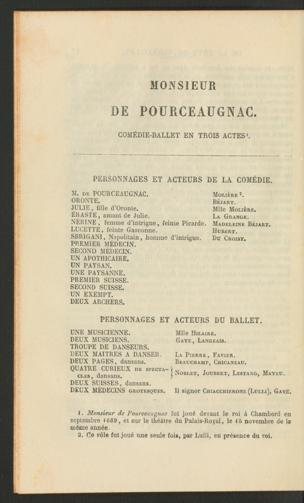 MONSIEUR
DE POURCEAUGNAC.
COMÉDIE-BALLET EN TROIS ACTES¹.
PERSONNAGES ET ACTEURS DE LA COMÉDIE.
M. DE POURCEAUGNAC. MOLIÈRE².
ORONTE. BÉJART.
JULIE, fille d'Oronte. Mlle MOLIÈRE.
ÉRASTE, amant de Julie. LA GRANGE.
NÉRINE, femme d'intrigue, feinte Picarde. MADELEINE BÉJART.
LUCETTE, feinte Gasconne. HUBERT.
SBRIGANI, Napolitain, homme d'intrigue. DU CROISY.
PREMIER MÉDECIN.
SECOND MÉDECIN.
UN APOTHICAIRE.
UN PAYSAN.
UNE PAYSANNE.
PREMIER SUISSE.
SECOND SUISSE.
UN EXEMPT.
DEUX ARCHERS.
PERSONNAGES ET ACTEURS DU BALLET.
UNE MUSICIENNE. Mlle HILAIRE.
DEUX MUSICIENS. GAYE, LANGEAIS.
TROUPE DE DANSEURS.
DEUX MAITRES A DANSER. LA PIERRE, FAVIER.
DEUX PAGES, dansans. BEAUCHAMP, CHICANEAU.
QUATRE CURIEUX DE SPECTA-
CLES, dansans. NOBLET, JOUBERT, LESTANG, MAYEU.
DEUX SUISSES, dansans.
DEUX MÉDECINS GROTESQUES. Il signor CHIACCHIERONE (LULLI), GAYE.
1. Monsieur de Pourceaugnac fut joué devant le roi à Chambord en
septembre 1669, et sur le théâtre du Palais-Royal, le 15 novembre de la
même année.
2. Ce rôle fut joué une seule fois, par Lulli, en présence du roi.